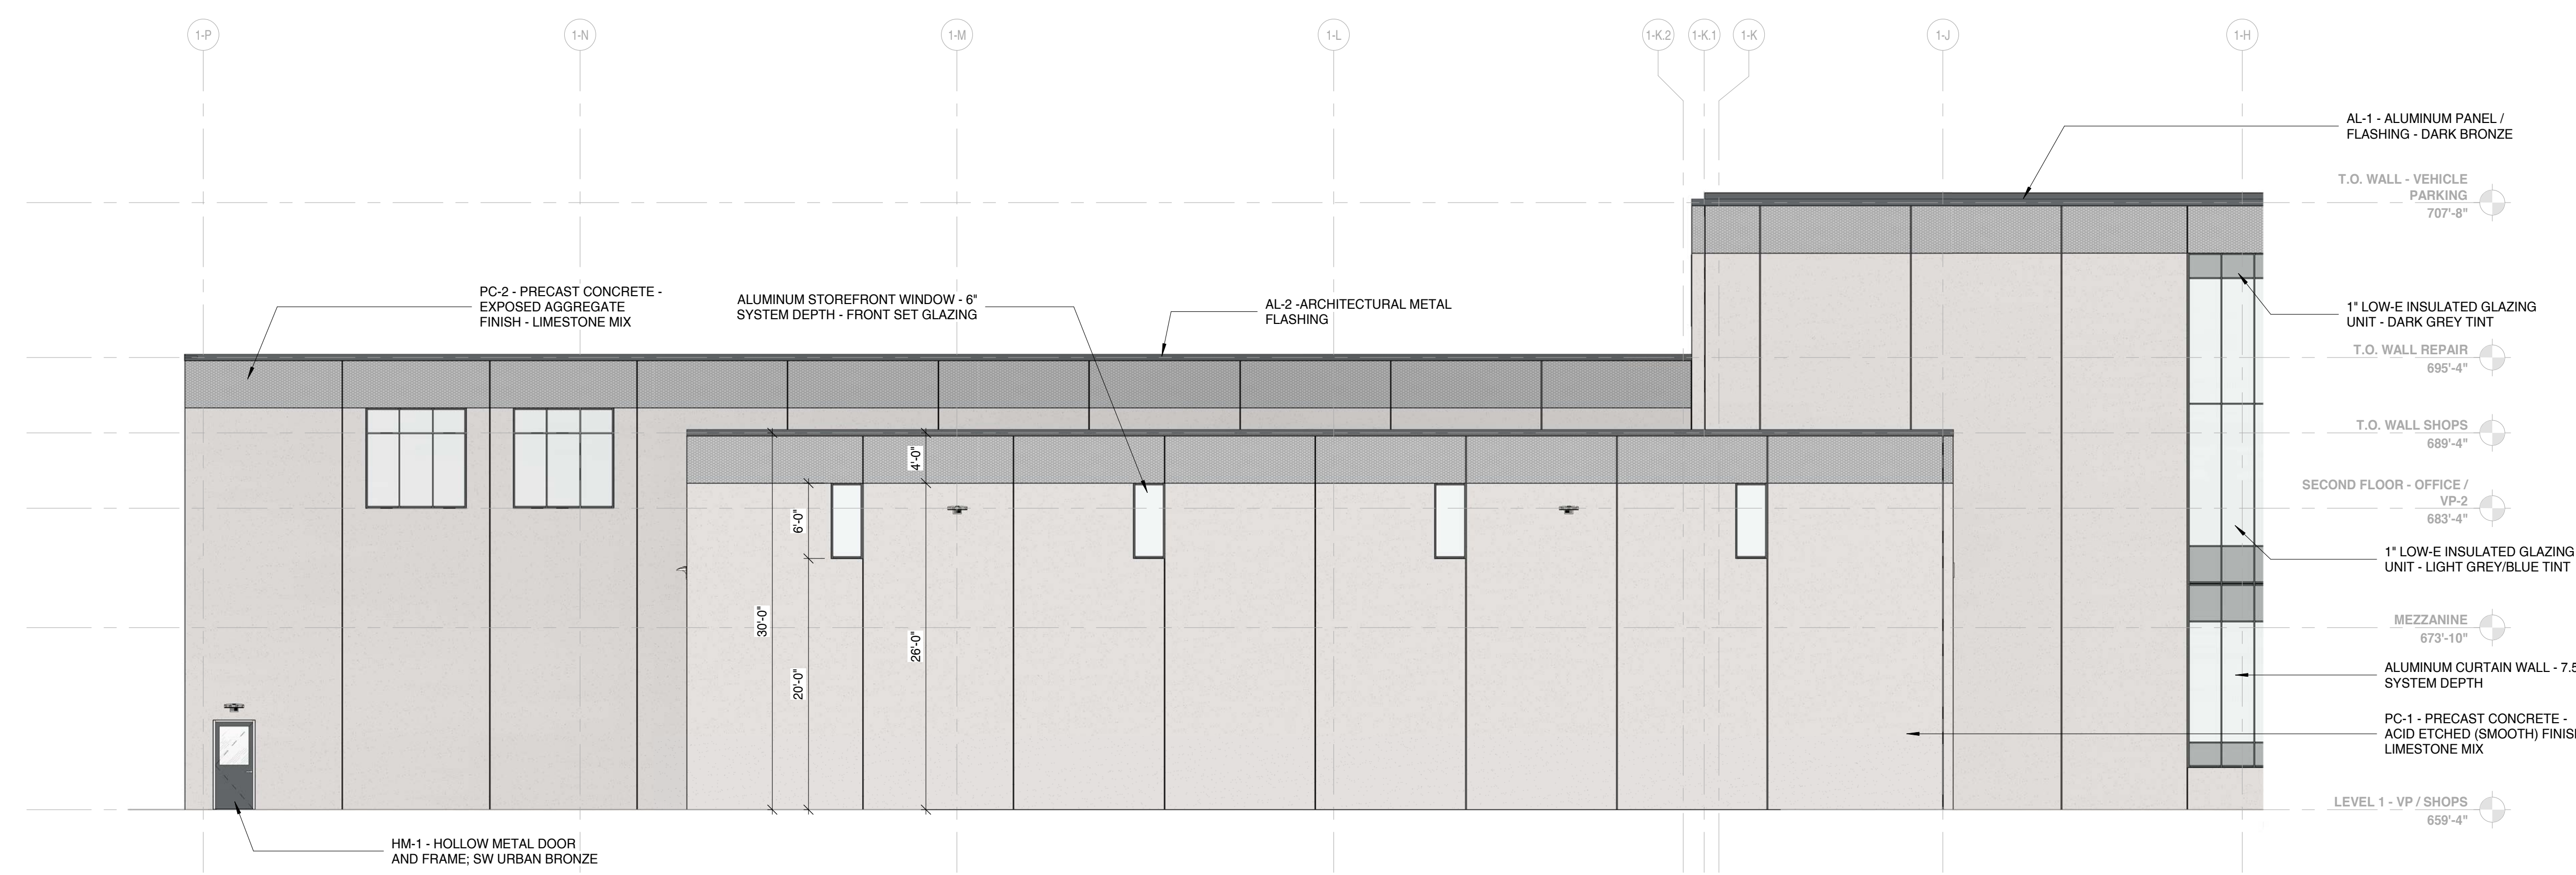 1-P
1-N
1-M
1-L
1-K.2
1-K.1
1-K
1-J
1-H
AL-1 - ALUMINUM PANEL /
FLASHING - DARK BRONZE
T.O. WALL - VEHICLE
PARKING
707'-8"
PC-2 - PRECAST CONCRETE -
EXPOSED AGGREGATE
FINISH - LIMESTONE MIX
ALUMINUM STOREFRONT WINDOW - 6"
SYSTEM DEPTH - FRONT SET GLAZING
AL-2 -ARCHITECTURAL METAL
FLASHING
1" LOW-E INSULATED GLAZING
UNIT - DARK GREY TINT
T.O. WALL REPAIR
695'-4"
T.O. WALL SHOPS
689'-4"
4'-0"
SECOND FLOOR - OFFICE /
VP-2
683'-4"
6'-0"
1" LOW-E INSULATED GLAZING
UNIT - LIGHT GREY/BLUE TINT
30'-0"
20'-0"
26'-0"
MEZZANINE
673'-10"
ALUMINUM CURTAIN WALL - 7.5
SYSTEM DEPTH
PC-1 - PRECAST CONCRETE -
ACID ETCHED (SMOOTH) FINIS
LIMESTONE MIX
LEVEL 1 - VP / SHOPS
659'-4"
HM-1 - HOLLOW METAL DOOR
AND FRAME; SW URBAN BRONZE